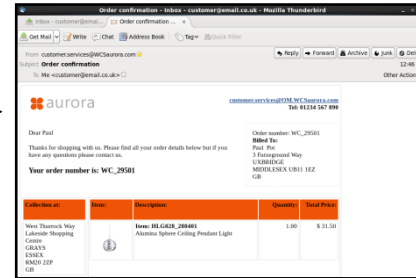 Order confirmation - Inbox - customer@email.co.uk - Mozilla Thunderbird
Inbox - customer@emai... Order confirmation ...
Get Mail Write Chat Address Book Tag Quick Filter
From customer.services@WCSaurora.com Reply Forward Archive Junk Del
Subject Order confirmation 12:46
To Me <customer@email.co.uk> Other Action
aurora
customer.services@OM.WCSaurora.com
Tel: 01234 567 890
Dear Paul
Thanks for shopping with us. Please find all your order details below but if you
have any questions please contact us.
Your order number is: WC_29501
Order number: WC_29501
Billed To:
Paul Pot
3 Furzeground Way
UXBRIDGE
MIDDLESEX UB11 1EZ
GB
Collection at: Item: Description: Quantity: Total Price:
West Thurrock Way
Lakeside Shopping
Centre
GRAYS
ESSEX
RM20 2ZP
GB
Item: HLG028_280401
Alumina Sphere Ceiling Pendant Light
1.00 $ 31.50